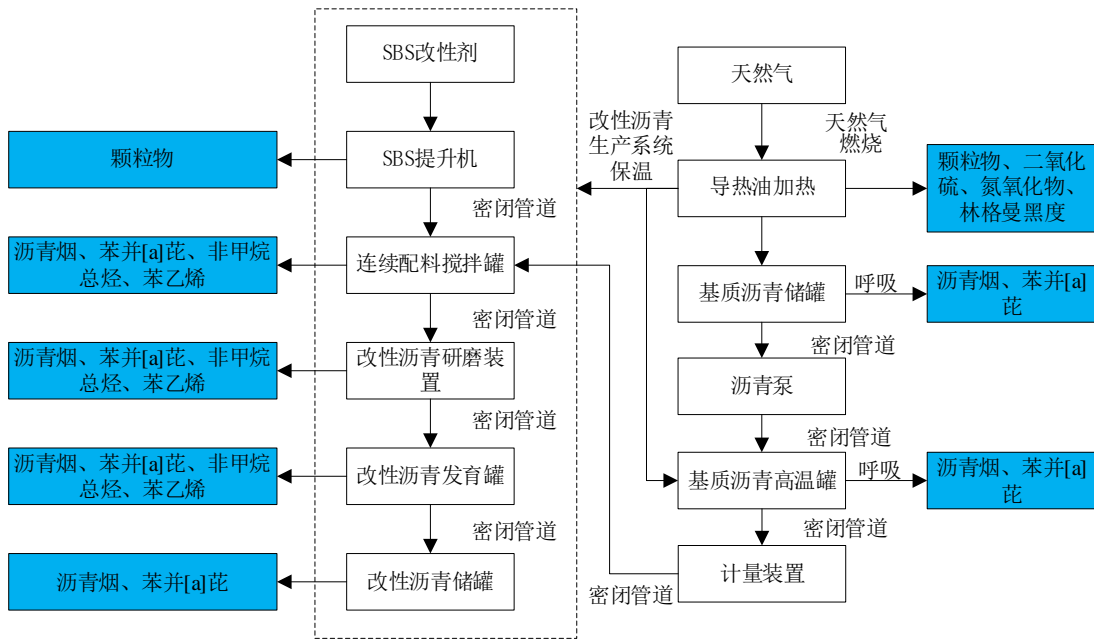 SBS改性剂
天然气
改性沥青
生产系统
保温
天然气
燃烧
颗粒物
SBS提升机
导热油加热
颗粒物、二氧化
硫、氮氧化物、
林格曼黑度
密闭管道
沥青烟、苯并[a]芘、非甲烷
总烃、苯乙烯
连续配料搅拌罐
基质沥青储罐
呼吸
沥青烟、苯并[a]
芘
密闭管道
密闭管道
沥青烟、苯并[a]芘、非甲烷
总烃、苯乙烯
改性沥青研磨装
置
沥青泵
密闭管道
密闭管道
沥青烟、苯并[a]芘、非甲烷
总烃、苯乙烯
改性沥青发育罐
基质沥青高温罐
呼吸
沥青烟、苯并[a]
芘
密闭管道
密闭管道
沥青烟、苯并[a]芘
改性沥青储罐
密闭管道
计量装置